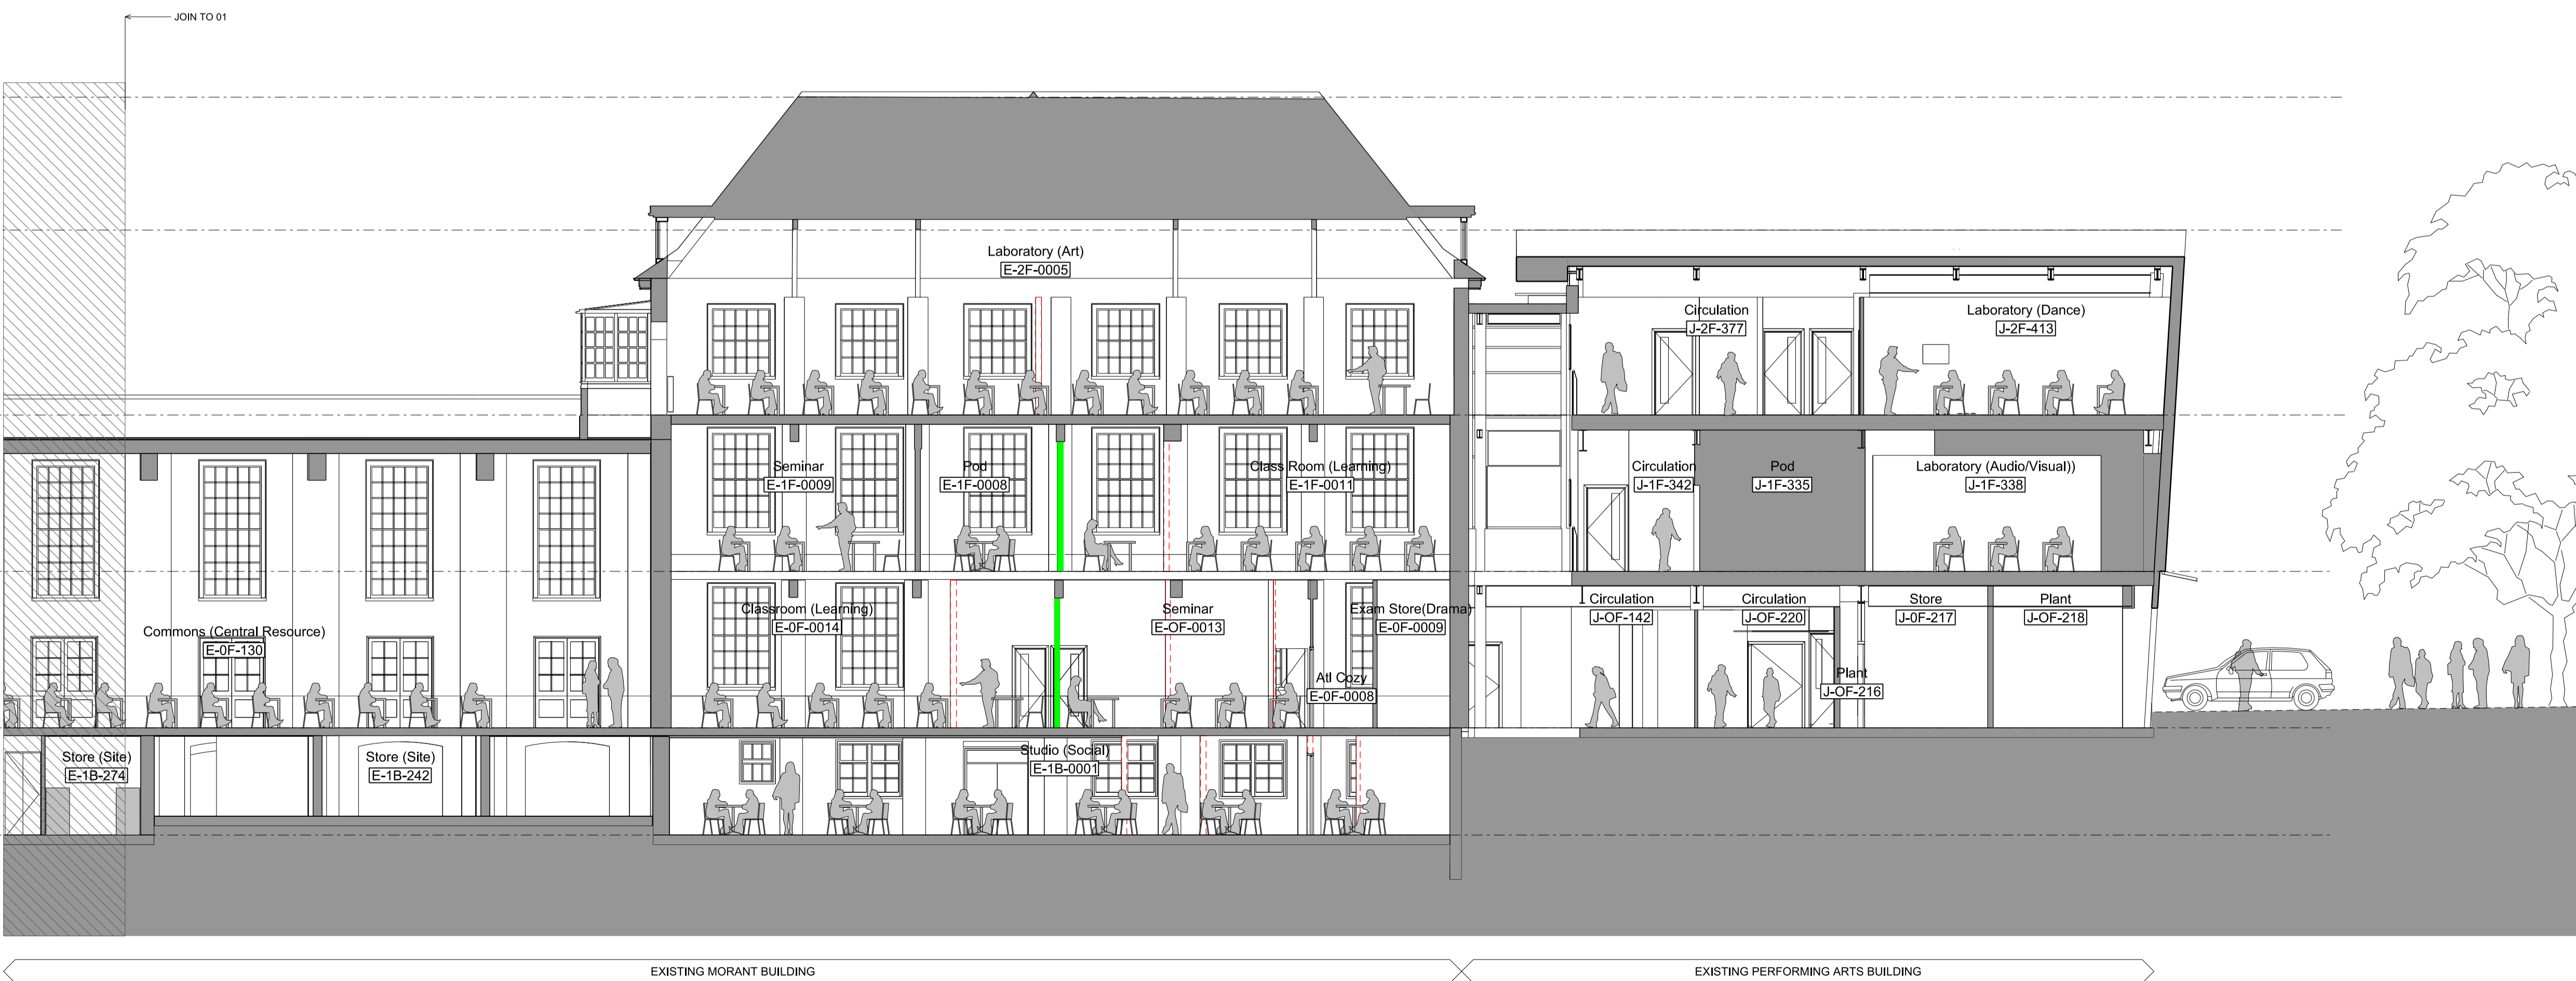 JOIN TO 01
Laboratory (Art)
E-2F-0005
Circulation
J-2F-377
Laboratory (Dance)
J-2F-413
Seminar
E-1F-0009
Pod
E-1F-0008
Class Room (Learning)
E-1F-0011
Circulation
J-1F-342
Pod
J-1F-335
Laboratory (Audio/Visual))
J-1F-338
Commons (Central Resource)
E-0F-130
Classroom (Learning)
E-0F-0014
Seminar
E-OF-0013
Exam Store(Drama)
E-0F-0009
Atl Cozy
E-0F-0008
Circulation
J-OF-142
Circulation
J-OF-220
Plant
J-OF-216
Store
J-0F-217
Plant
J-OF-218
Store (Site)
E-1B-274
Store (Site)
E-1B-242
Studio (Social)
E-1B-0001
EXISTING MORANT BUILDING
EXISTING PERFORMING ARTS BUILDING